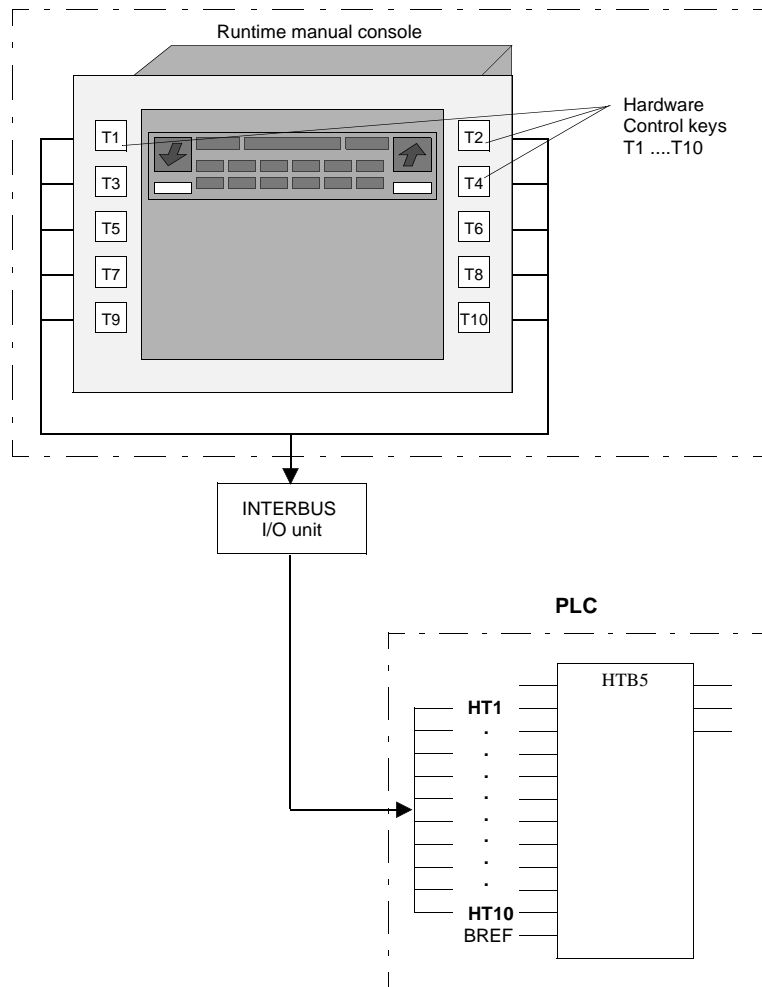 Runtime manual console
T1
T2
T3
T4
T5
T6
T7
T8
T9
T10
Hardware
Control keys
T1 ....T10
INTERBUS
I/O unit
PLC
HTB5
HT1
.
.
.
.
.
.
.
.
HT10
BREF